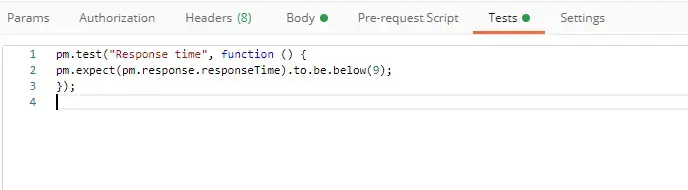 Params Authorization Headers (8) Body Pre-request Script Tests Settings
1 pm.test("Response time", function () {
2 pm.expect(pm.response.responseTime).to.be.below(9);
3 });
4